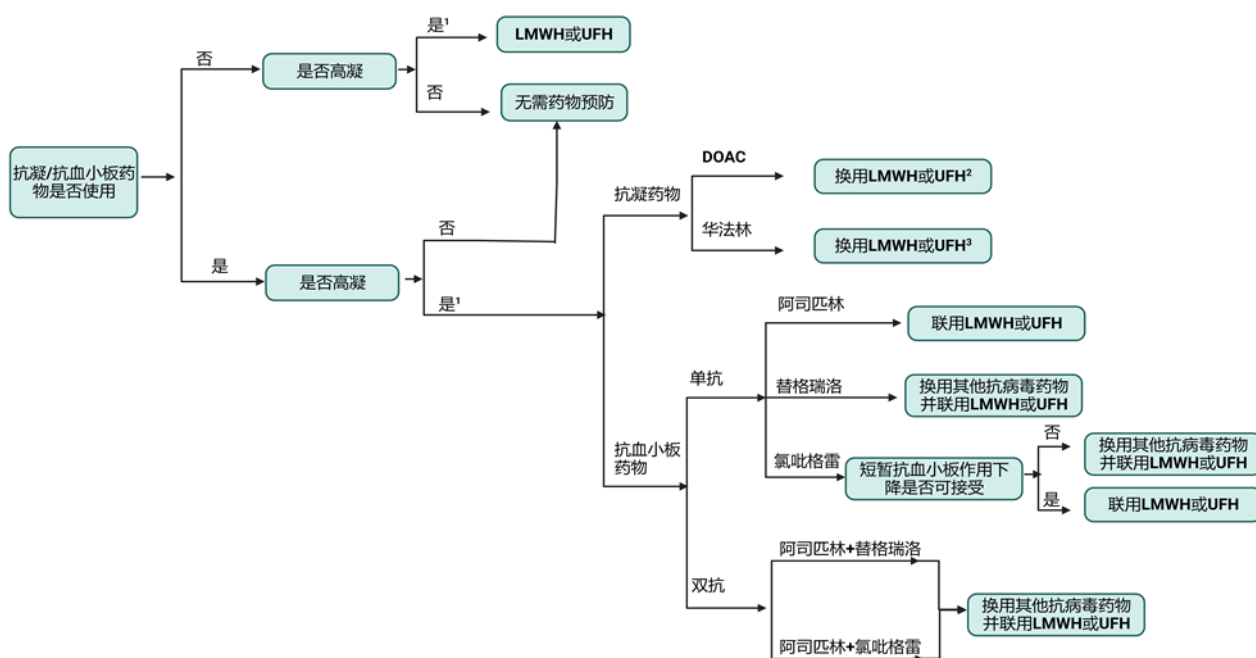 是¹
LMWH或UFH
否
是否高凝
否
无需药物预防
抗凝/抗血小板药
物是否使用
DOAC
换用LMWH或UFH²
抗凝药物
华法林
换用LMWH或UFH³
否
是
是否高凝
是¹
阿司匹林
联用LMWH或UFH
单抗
替格瑞洛
换用其他抗病毒药物
并联用LMWH或UFH
抗血小板
药物
氯吡格雷
短暂抗血小板作用下
降是否可接受
否
换用其他抗病毒药物
并联用LMWH或UFH
是
联用LMWH或UFH
双抗
阿司匹林+替格瑞洛
换用其他抗病毒药物
并联用LMWH或UFH
阿司匹林+氯吡格雷